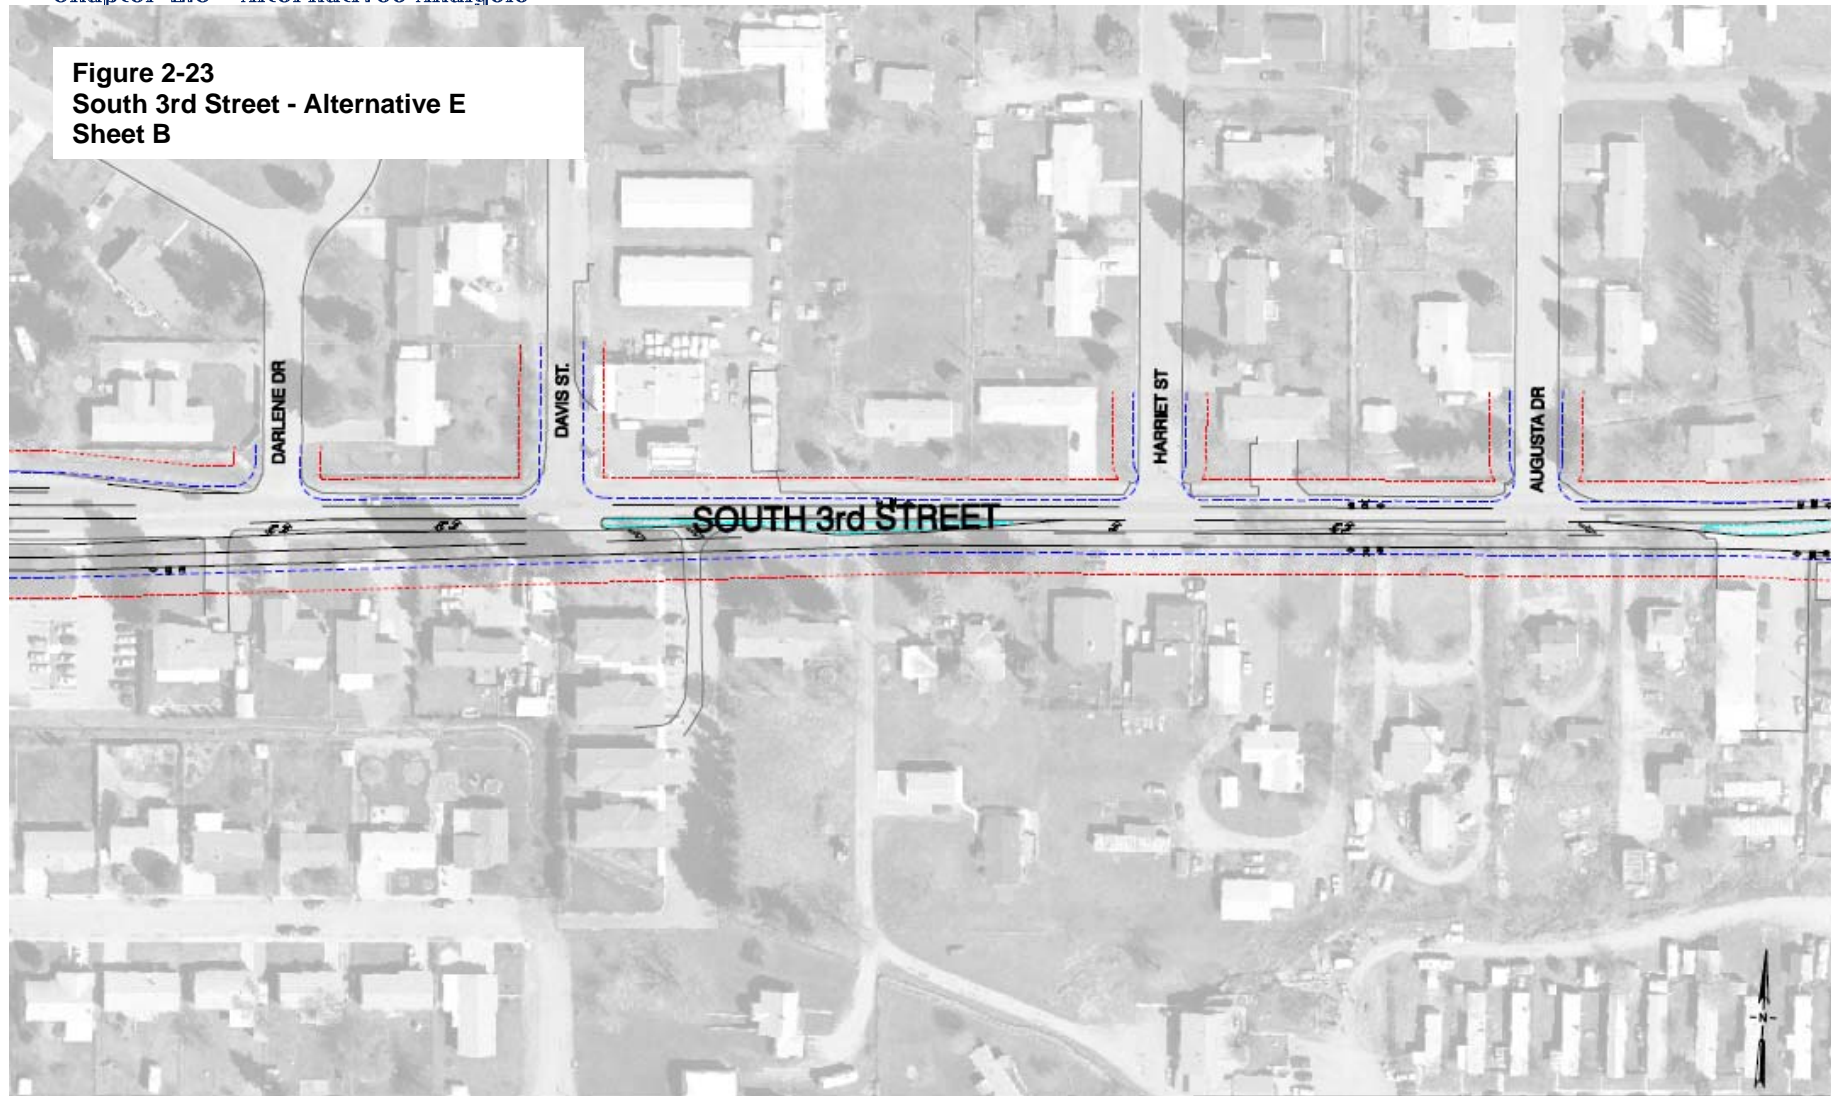 Figure 2-23
South 3rd Street - Alternative E
Sheet B
DARLENE DR
DAVIS ST.
HARRIET ST
AUGUSTA DR
SOUTH 3rd STREET
-N-